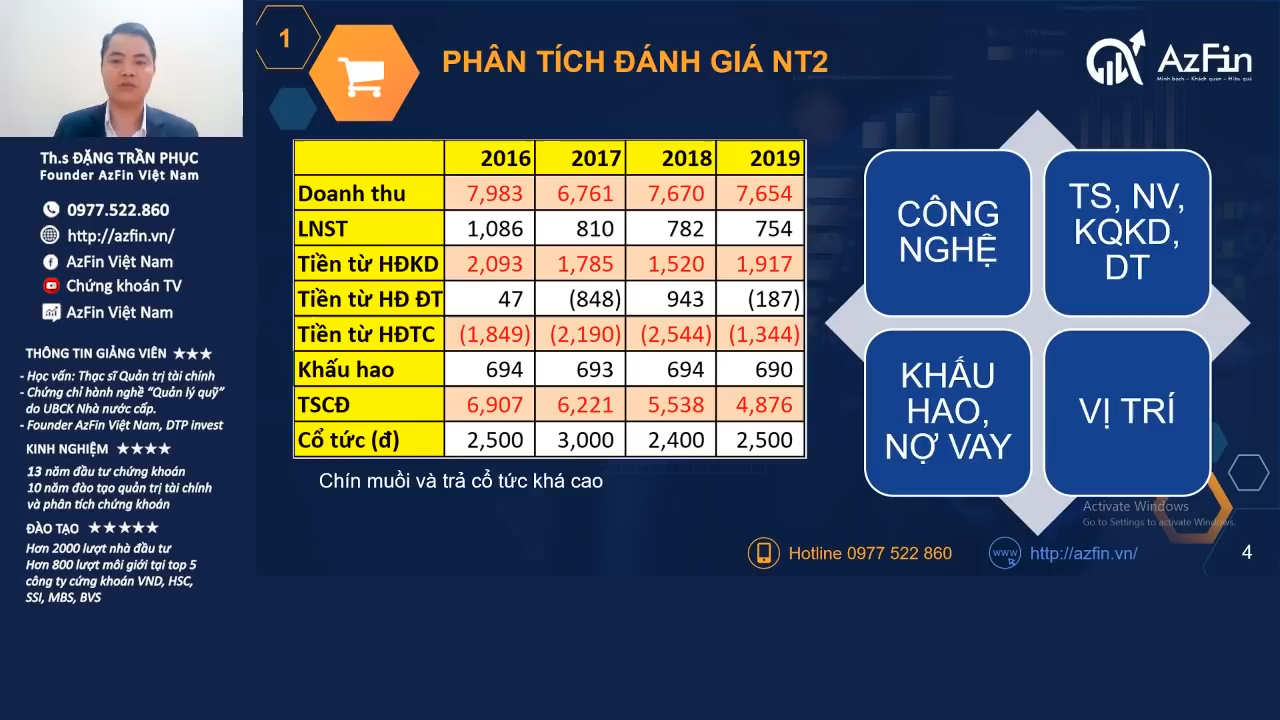 Th.s ĐẶNG TRẦN PHỤC
Founder AzFin Việt Nam
0977.522.860
http://azfin.vn/
AzFin Việt Nam
Chứng khoán TV
AzFin Việt Nam
THÔNG TIN GIẢNG VIÊN ★★★
- Học vấn: Thạc sĩ Quản trị tài chính
- Chứng chỉ hành nghề “Quản lý quỹ”
do UBCK Nhà nước cấp.
- Founder AzFin Việt Nam, DTP invest
KINH NGHIỆM ★★★★
13 năm đầu tư chứng khoán
10 năm đào tạo quản trị tài chính
và phân tích chứng khoán
ĐÀO TẠO ★★★★★
Hơn 2000 lượt nhà đầu tư
Hơn 800 lượt môi giới tại top 5
công ty cứng khoán VND, HSC,
SSI, MBS, BVS
1
PHÂN TÍCH ĐÁNH GIÁ NT2
AzFin
Minh bạch - Khách quan - Hiệu quả
2016 2017 2018 2019
Doanh thu 7,983 6,761 7,670 7,654
LNST 1,086 810 782 754
Tiền từ HĐKD 2,093 1,785 1,520 1,917
Tiền từ HĐ ĐT 47 (848) 943 (187)
Tiền từ HĐTC (1,849) (2,190) (2,544) (1,344)
Khấu hao 694 693 694 690
TSCĐ 6,907 6,221 5,538 4,876
Cổ tức (đ) 2,500 3,000 2,400 2,500
Chín muồi và trả cổ tức khá cao
CÔNG
NGHỆ
TS, NV,
KQKD,
DT
KHẤU
HAO,
NỢ VAY
VỊ TRÍ
Activate Windows
Go to Settings to activate Windows.
Hotline 0977 522 860
www
http://azfin.vn/
4